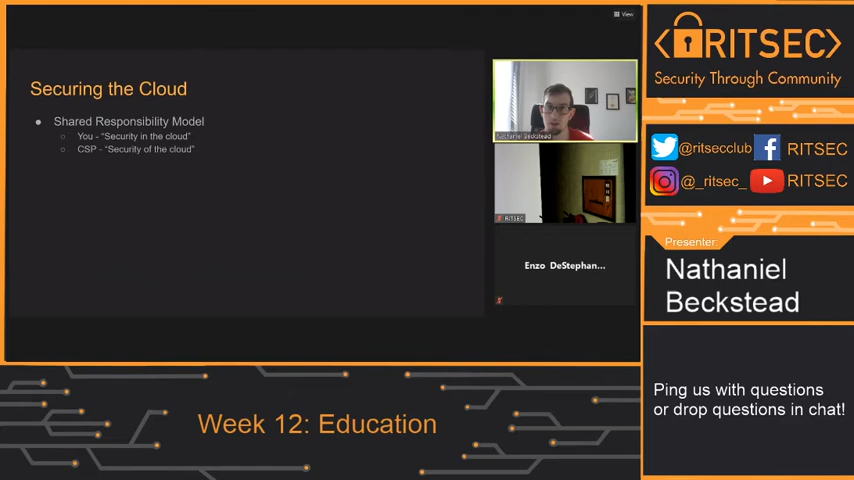 View
Securing the Cloud
Shared Responsibility Model
You - “Security in the cloud”
CSP - “Security of the cloud”
Nathaniel Beckstead
RITSEC
Enzo DeStephan...
<RITSEC>
Security Through Community
@ritsecclub
RITSEC
@_ritsec_
RITSEC
Presenter:
Nathaniel
Beckstead
Ping us with questions
or drop questions in chat!
Week 12: Education